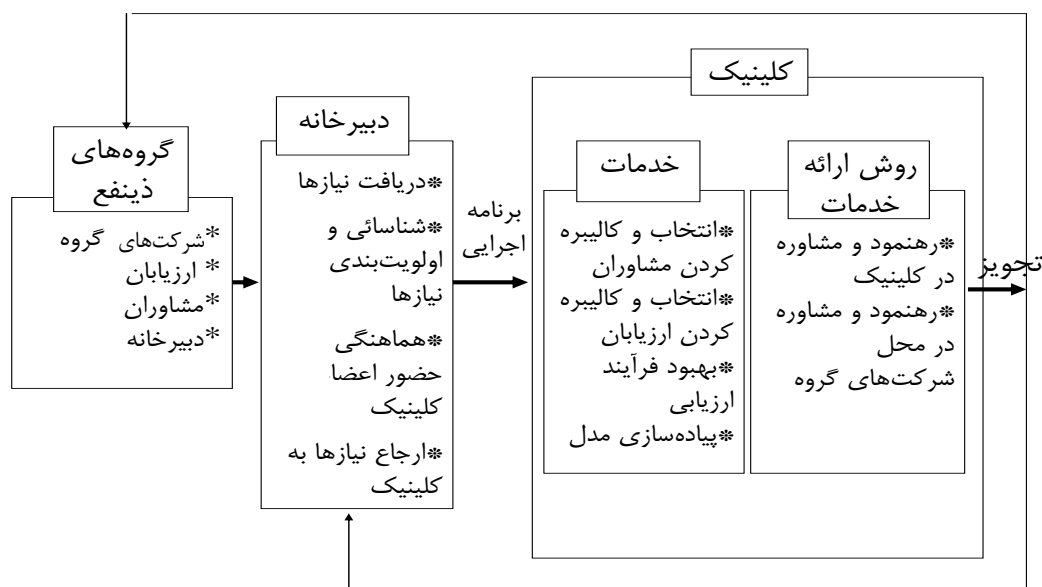 گروه‌های
ذینفع
*شرکت‌های گروه
*ارزیابان
*مشاوران
*دبیرخانه
دبیرخانه
*دریافت نیازها
*شناسائی و
اولویت‌بندی
نیازها
*هماهنگی
حضور اعضا
کلینیک
*ارجاع نیازها به
کلینیک
برنامه
اجرایی
کلینیک
خدمات
*انتخاب و کالیبره
کردن مشاوران
*انتخاب و کالیبره
کردن ارزیابان
*بهبود فرآیند
ارزیابی
*پیاده‌سازی مدل
روش ارائه
خدمات
*رهنمود و مشاوره
در کلینیک
*رهنمود و مشاوره
در محل
شرکت‌های گروه
تجویز